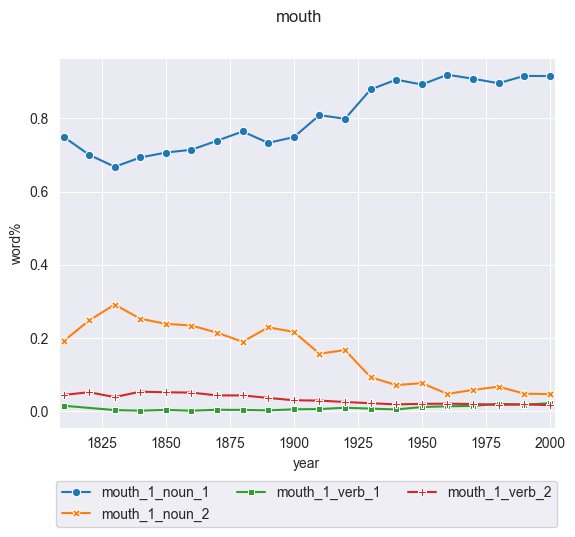 mouth
word%
0.8
0.6
0.4
0.2
0.0
1825 1850 1875 1900 1925 1950 1975 2000
year
mouth_1_noun_1 mouth_1_verb_1 mouth_1_verb_2
mouth_1_noun_2